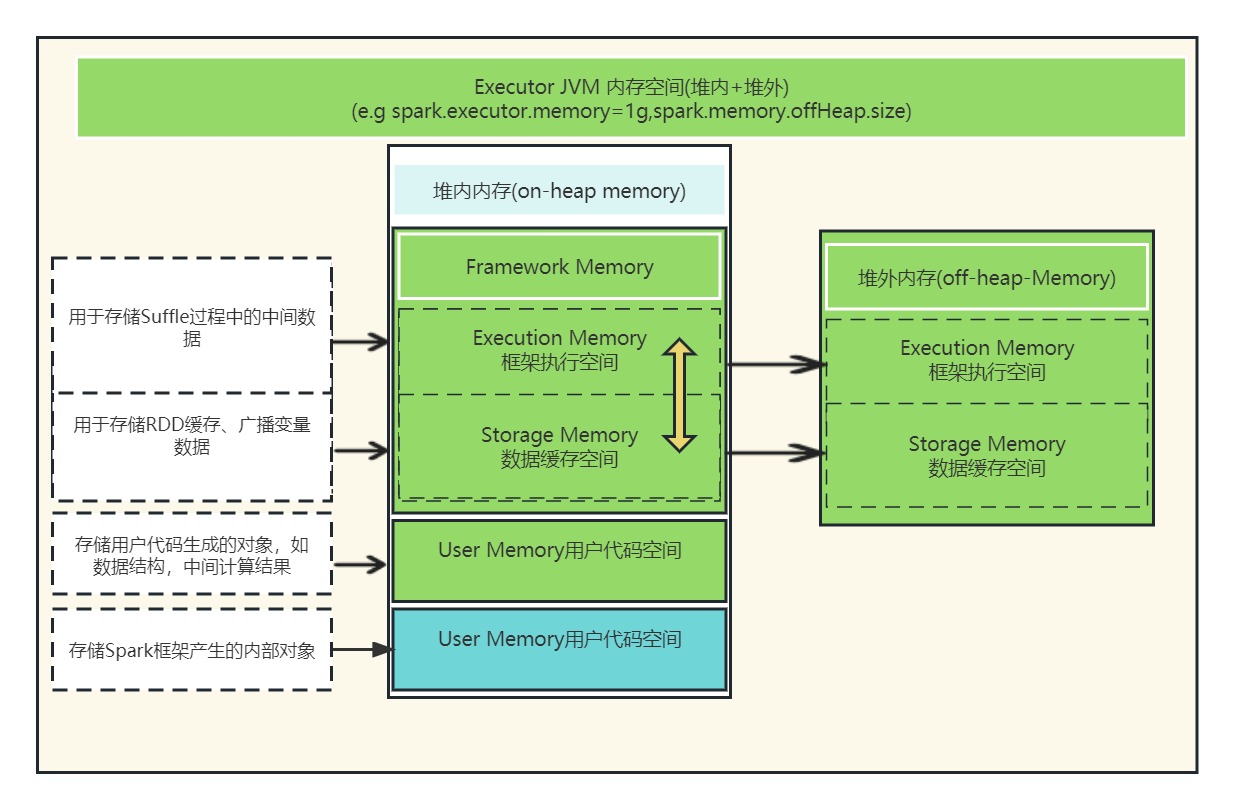 Executor JVM 内存空间(堆内+堆外)
(e.g spark.executor.memory=1g,spark.memory.offHeap.size)
堆内内存(on-heap memory)
Framework Memory
堆外内存(off-heap-Memory)
用于存储Suffle过程中的中间数
据
Execution Memory
框架执行空间
Execution Memory
框架执行空间
用于存储RDD缓存、广播变量
数据
Storage Memory
数据缓存空间
Storage Memory
数据缓存空间
存储用户代码生成的对象，如
数据结构，中间计算结果
User Memory用户代码空间
存储Spark框架产生的内部对象
User Memory用户代码空间